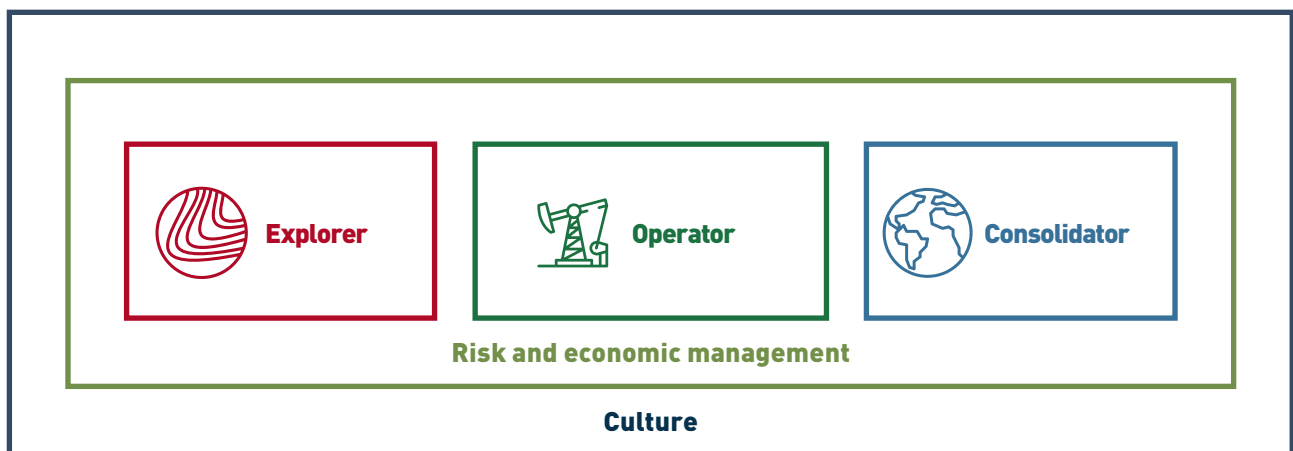 Explorer
Operator
Consolidator
Risk and economic management
Culture